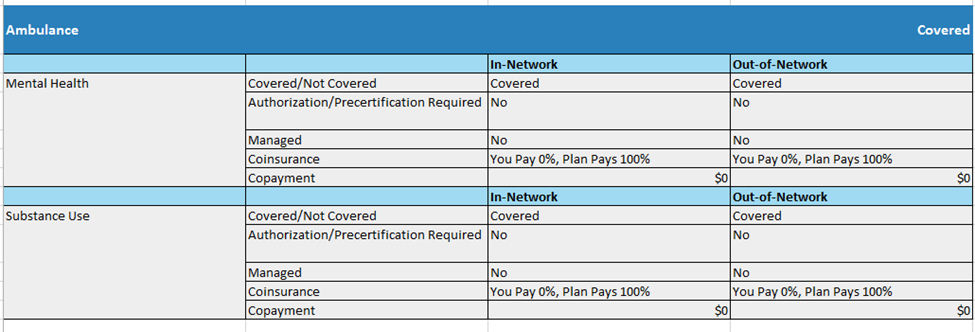 Ambulance Covered
In-Network Out-of-Network
Mental Health Covered/Not Covered Covered Covered
Authorization/Precertification Required No No
Managed No No
Coinsurance You Pay 0%, Plan Pays 100% You Pay 0%, Plan Pays 100%
Copayment $0 $0
In-Network Out-of-Network
Substance Use Covered/Not Covered Covered Covered
Authorization/Precertification Required No No
Managed No No
Coinsurance You Pay 0%, Plan Pays 100% You Pay 0%, Plan Pays 100%
Copayment $0 $0